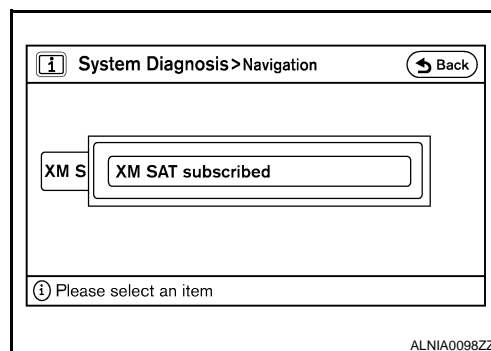 i System Diagnosis>Navigation Back
XM S XM SAT subscribed
i Please select an item
ALNIA0098ZZ